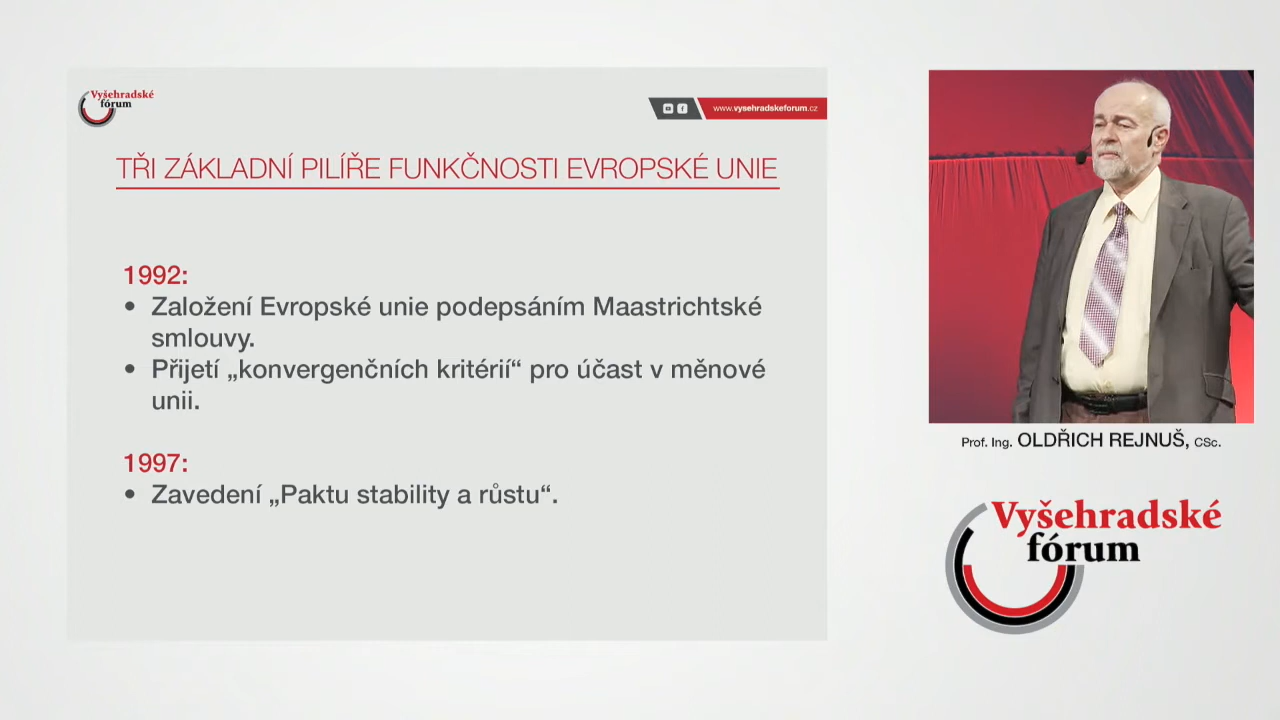 Vyšehradské
fórum
www.vysehradskeforum.cz
TŘI ZÁKLADNÍ PILÍŘE FUNKČNOSTI EVROPSKÉ UNIE
1992:
• Založení Evropské unie podepsáním Maastrichtské
smlouvy.
• Přijetí „konvergenčních kritérií“ pro účast v měnové
unii.
1997:
• Zavedení „Paktu stability a růstu“.
Prof. Ing. OLDŘICH REJNUŠ, CSc.
Vyšehradské
fórum